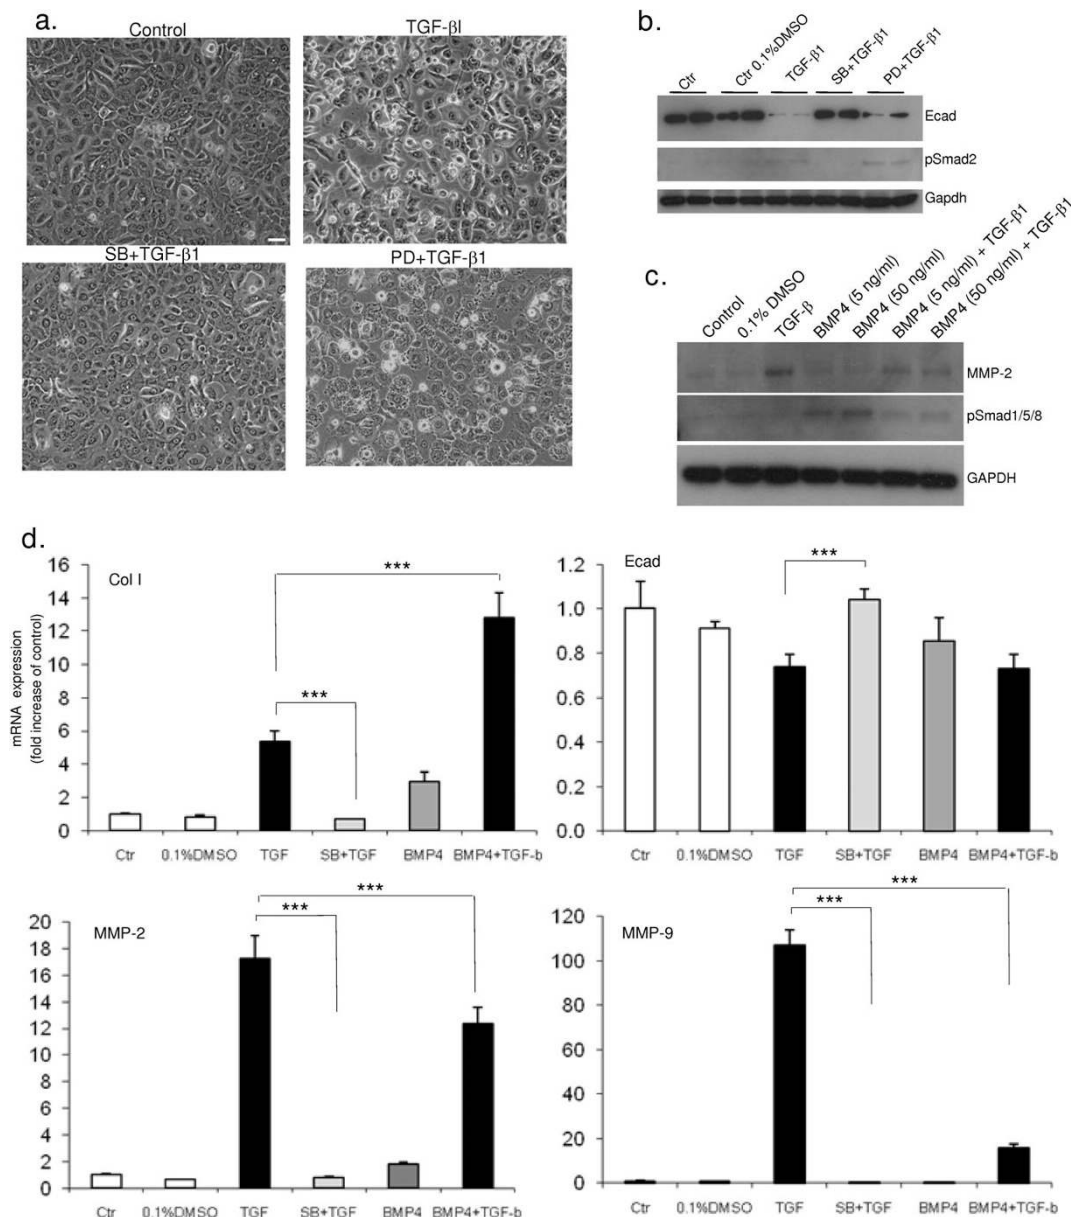 a.
Control
TGF-βI
SB+TGF-β1
PD+TGF-β1
b.
Ctr
Ctr 0.1%DMSO
TGF-β1
SB+TGF-β1
PD+TGF-β1
Ecad
pSmad2
Gapdh
c.
Control
0.1% DMSO
TGF-β
BMP4 (5 ng/ml)
BMP4 (50 ng/ml)
BMP4 (5 ng/ml) + TGF-β1
BMP4 (50 ng/ml) + TGF-β1
MMP-2
pSmad1/5/8
GAPDH
d.
mRNA expression
(fold increase of control)
Col I
16
14
12
10
8
6
4
2
0
***
***
Ctr 0.1%DMSO TGF SB+TGF BMP4 BMP4+TGF-b
Ecad
1.2
1.0
0.8
0.6
0.4
0.2
0.0
***
Ctr 0.1%DMSO TGF SB+TGF BMP4 BMP4+TGF-b
MMP-2
20
18
16
14
12
10
8
6
4
2
0
***
***
Ctr 0.1%DMSO TGF SB+TGF BMP4 BMP4+TGF-b
MMP-9
120
100
80
60
40
20
0
***
***
Ctr 0.1%DMSO TGF SB+TGF BMP4 BMP4+TGF-b